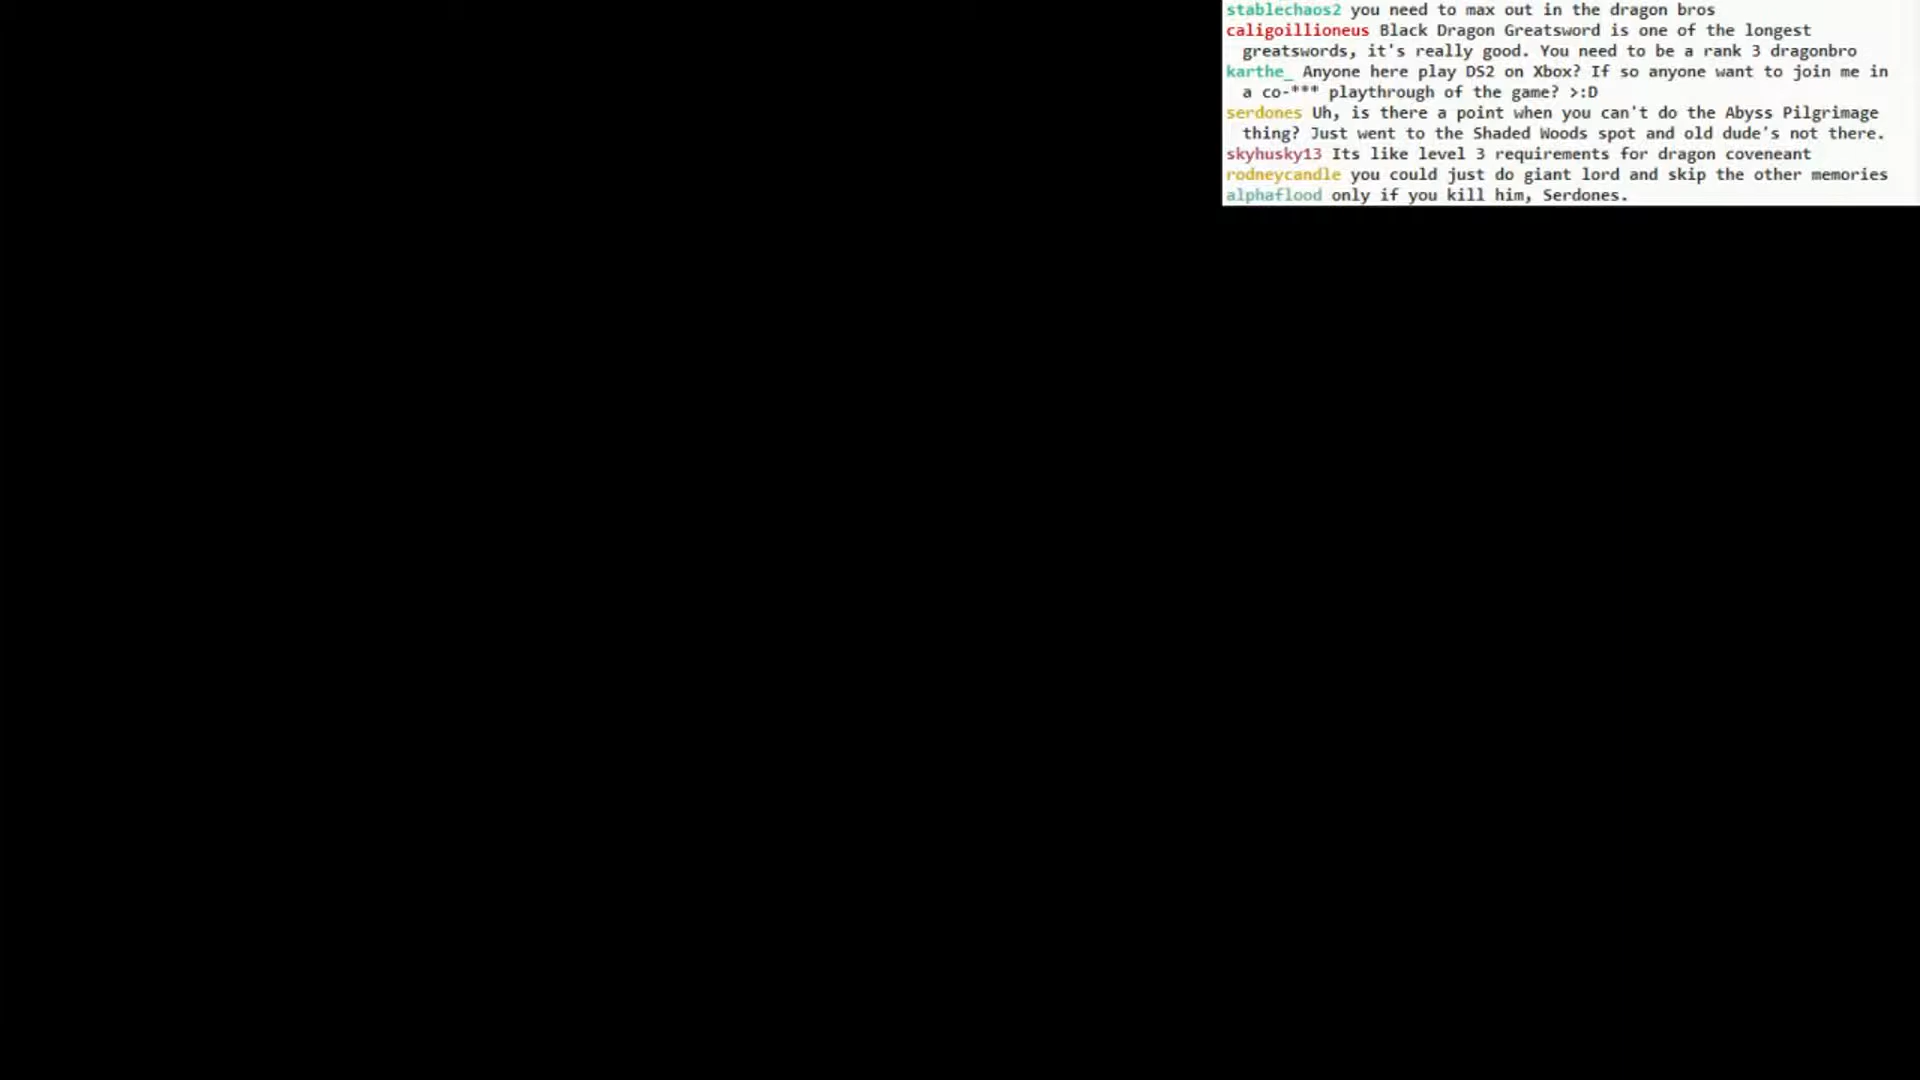 stablechaos2 you need to max out in the dragon bros
caligoillioneus Black Dragon Greatsword is one of the longest
greatswords, it's really good. You need to be a rank 3 dragonbro
karthe_ Anyone here play DS2 on Xbox? If so anyone want to join me in
a co-*** playthrough of the game? >:D
serdones Uh, is there a point when you can't do the Abyss Pilgrimage
thing? Just went to the Shaded Woods spot and old dude's not there.
skyhusky13 Its like level 3 requirements for dragon coveneant
rodneycandle you could just do giant lord and skip the other memories
alphaflood only if you kill him, Serdones.